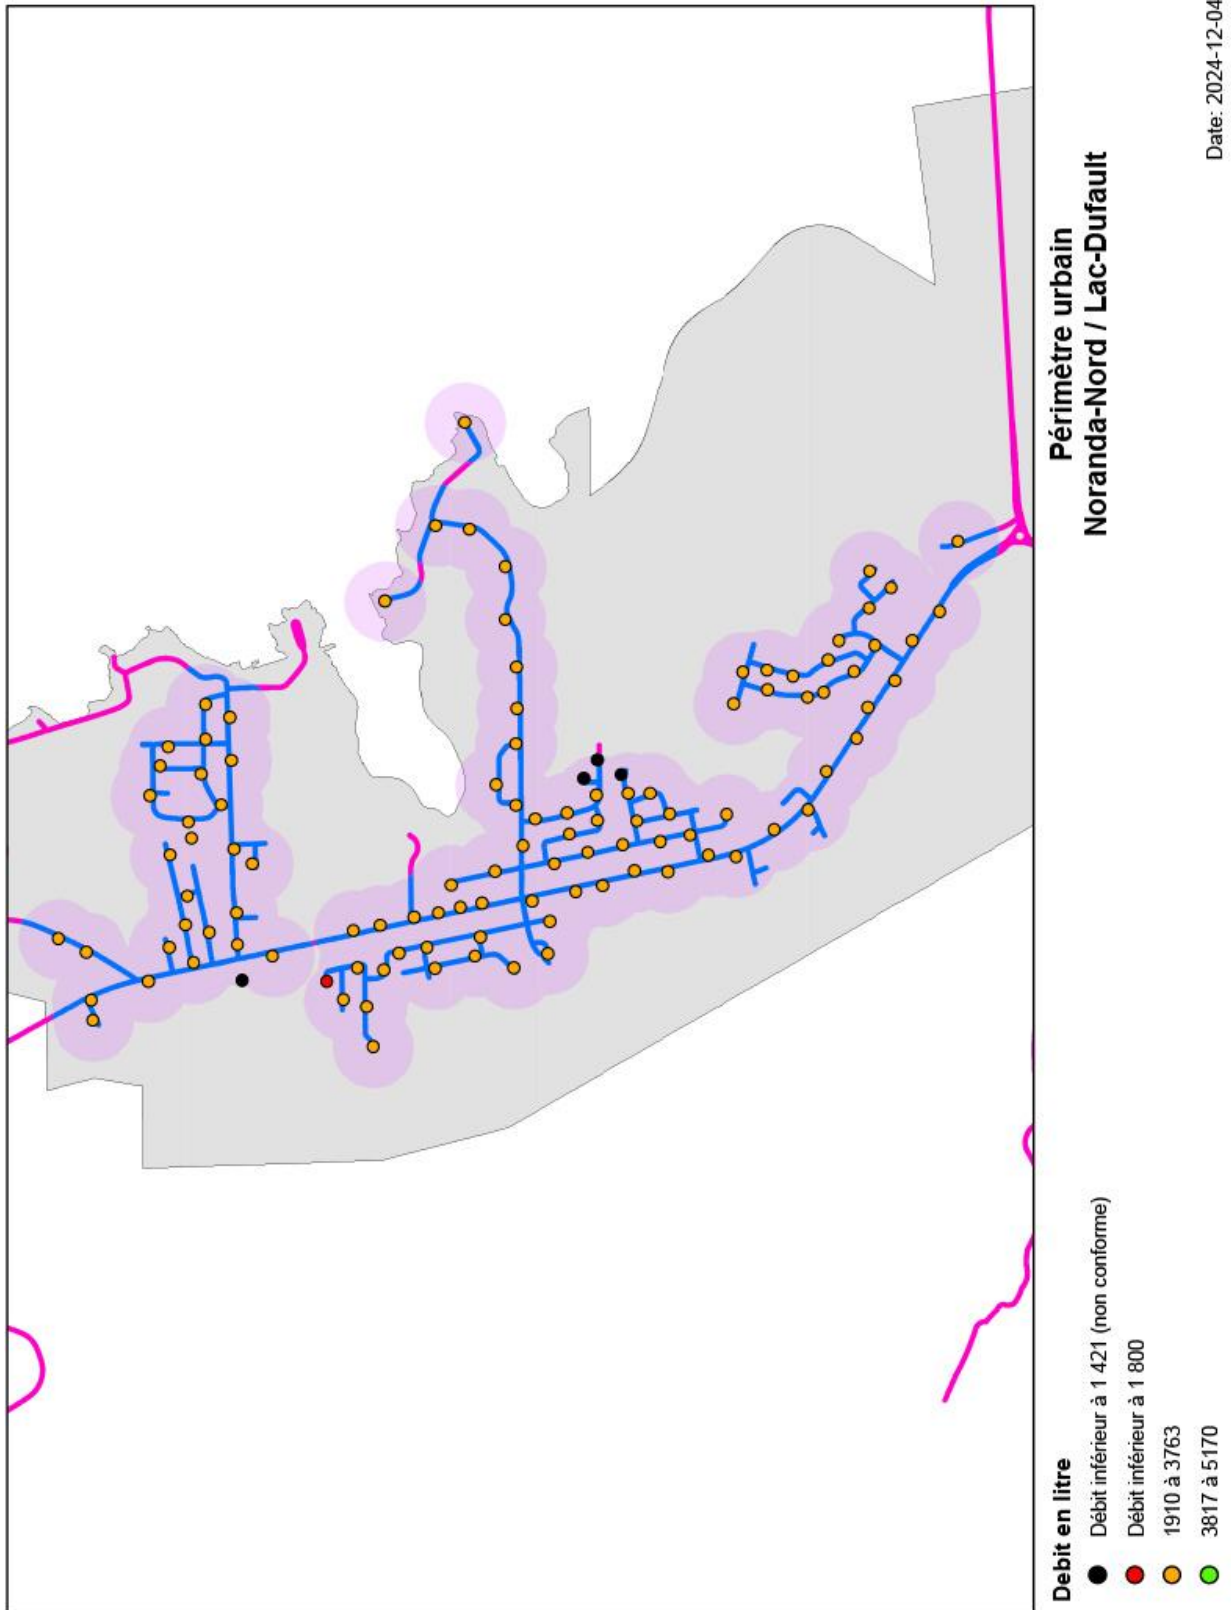 Périmètre urbain
Noranda-Nord / Lac-Dufault
Debit en litre
Débit inférieur à 1 421 (non conforme)
Débit inférieur à 1 800
1910 à 3763
3817 à 5170
Date: 2024-12-04